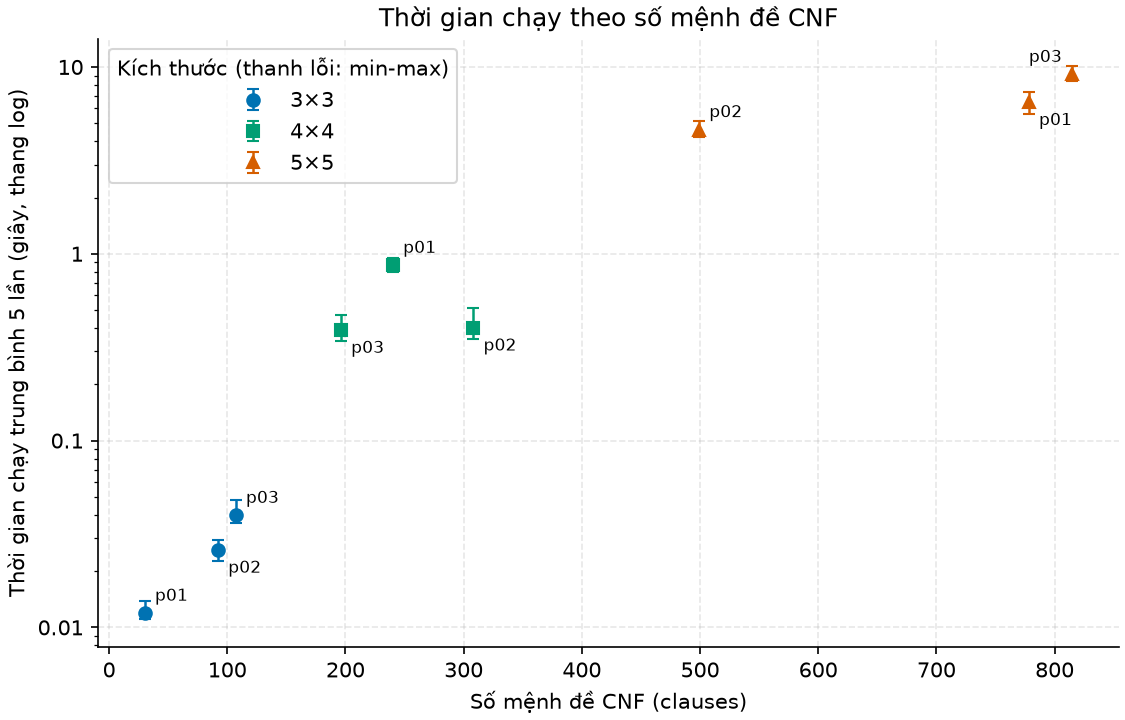 Thời gian chạy theo số mệnh đề CNF
Thời gian chạy trung bình 5 lần (giây, thang log)
10
1
0.1
0.01
Kích thước (thanh lỗi: min-max)
3×3
4×4
5×5
p03
p02
p01
p01
p03
p02
p03
p02
p01
0
100
200
300
400
500
600
700
800
Số mệnh đề CNF (clauses)